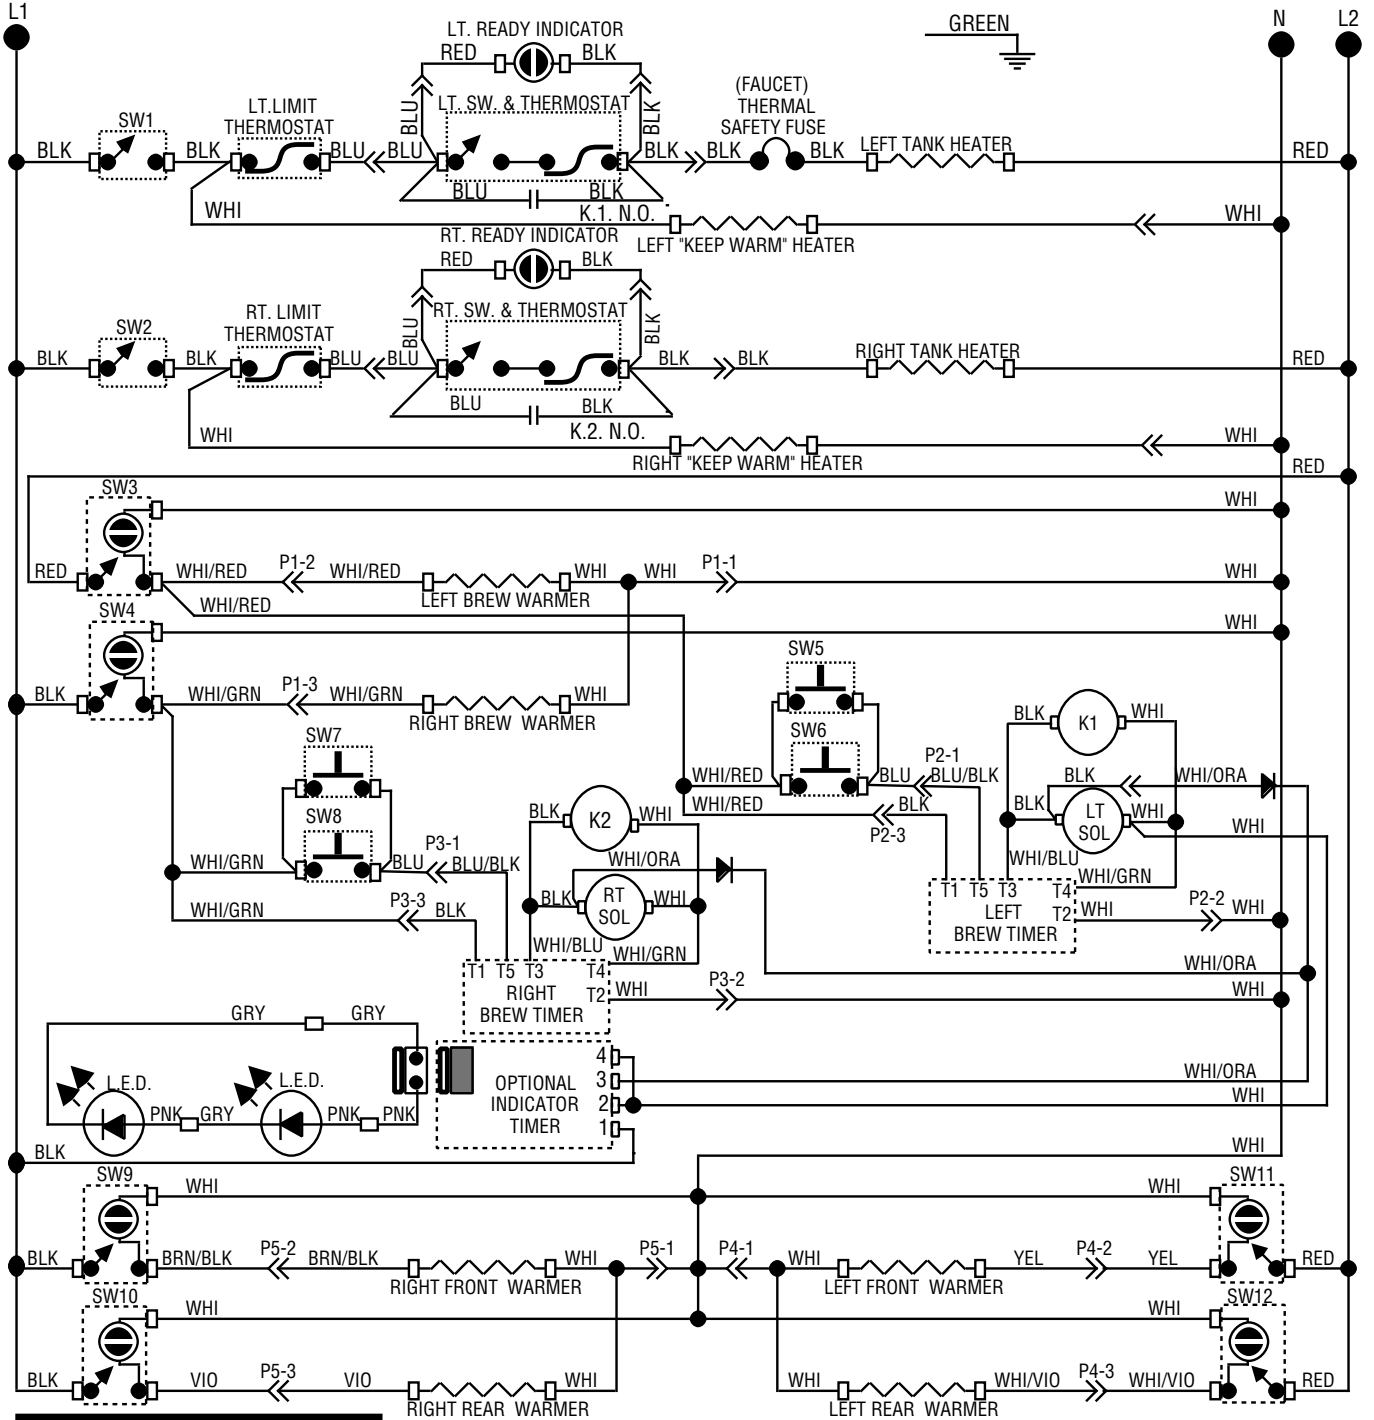 L1
GREEN
N
L2
LT. READY INDICATOR
RED
BLK
BLU
BLK
SW1
LT.LIMIT
THERMOSTAT
LT. SW. & THERMOSTAT
(FAUCET)
THERMAL
SAFETY FUSE
LEFT TANK HEATER
BLK
BLK
BLU
BLU
BLK
BLK
BLK
RED
BLU
BLK
K.1. N.O.
WHI
WHI
LEFT "KEEP WARM" HEATER
RT. READY INDICATOR
RED
BLK
BLU
BLK
SW2
RT. LIMIT
THERMOSTAT
RT. SW. & THERMOSTAT
RIGHT TANK HEATER
BLK
BLK
BLU
BLU
BLK
BLK
RED
BLU
BLK
K.2. N.O.
WHI
WHI
RIGHT "KEEP WARM" HEATER
RED
SW3
WHI
RED
WHI/RED
P1-2
WHI/RED
WHI
WHI
P1-1
WHI
LEFT BREW WARMER
WHI/RED
SW4
WHI
BLK
WHI/GRN
P1-3
WHI/GRN
WHI
RIGHT BREW WARMER
SW5
SW6
WHI/RED
BLU
P2-1
BLU/BLK
WHI/RED
BLK
P2-3
BLK
K1
WHI
BLK
WHI/ORA
BLK
LT
SOL
WHI
WHI
WHI/BLU
WHI/GRN
T1
T5
T3
T4
T2
LEFT
BREW TIMER
WHI
P2-2
WHI
SW7
SW8
WHI/GRN
BLU
P3-1
BLU/BLK
WHI/GRN
P3-3
BLK
BLK
K2
WHI
WHI/ORA
BLK
RT
SOL
WHI
WHI/BLU
WHI/GRN
T1
T5
T3
T4
T2
RIGHT
BREW TIMER
WHI
P3-2
WHI
WHI/ORA
GRY
GRY
L.E.D.
L.E.D.
PNK
GRY
PNK
PNK
OPTIONAL
INDICATOR
TIMER
4
3
2
1
WHI/ORA
WHI
BLK
WHI
SW9
WHI
WHI
SW11
BLK
BRN/BLK
P5-2
BRN/BLK
WHI
P5-1
P4-1
WHI
YEL
P4-2
YEL
RED
RIGHT FRONT WARMER
LEFT FRONT WARMER
SW10
WHI
WHI
SW12
BLK
VIO
P5-3
VIO
WHI
WHI
WHI/VIO
P4-3
WHI/VIO
RED
RIGHT REAR WARMER
LEFT REAR WARMER